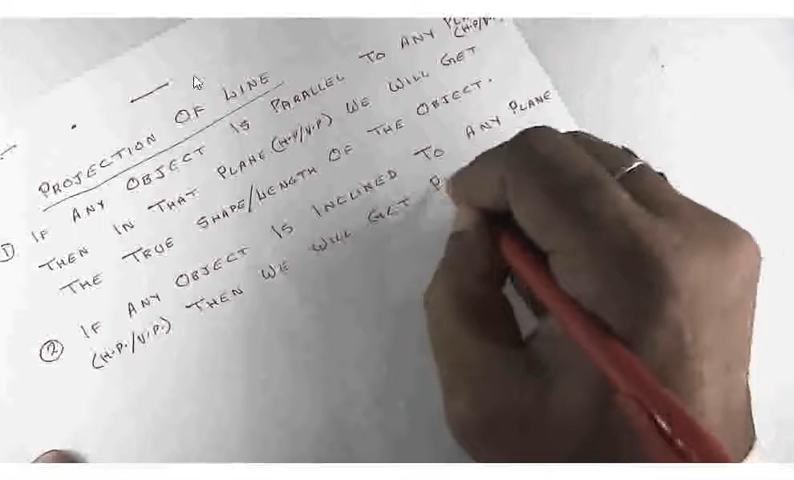 PROJECTION OF LINE
1) IF ANY OBJECT IS PARALLEL TO ANY PL
(H.P/V.
THEN IN THAT PLANE (H.P/V.P) WE WILL GET
THE TRUE SHAPE/LENGTH OF THE OBJECT.
2 IF ANY OBJECT IS INCLINED TO ANY PLANE
(H.P./V.P.) THEN WE WILL GET P